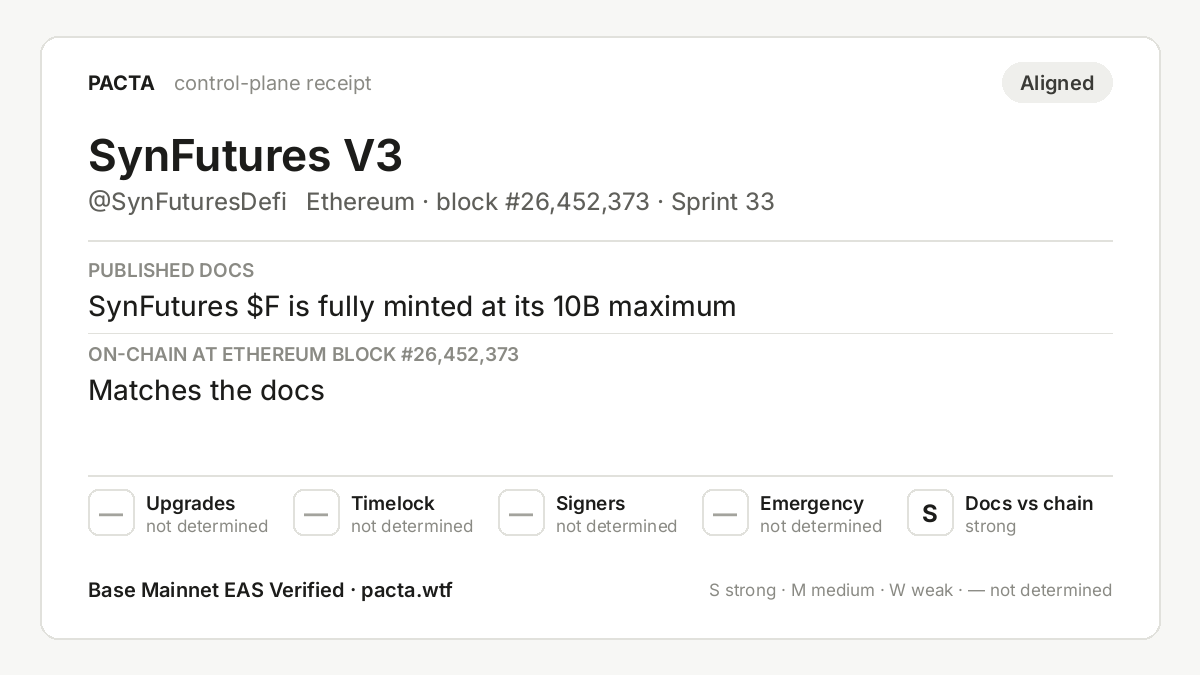 PACTA control-plane receipt Aligned
SynFutures V3
@SynFuturesDefi Ethereum · block #26,452,373 · Sprint 33
PUBLISHED DOCS
SynFutures $F is fully minted at its 10B maximum
ON-CHAIN AT ETHEREUM BLOCK #26,452,373
Matches the docs
— Upgrades — Timelock — Signers — Emergency S Docs vs chain
not determined not determined not determined not determined strong
Base Mainnet EAS Verified · pacta.wtf S strong · M medium · W weak · — not determined